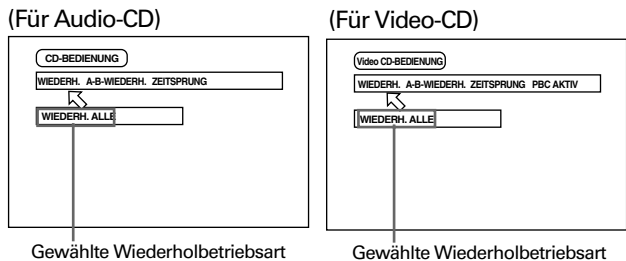 (Für Audio-CD)
CD-BEDIENUNG
WIEDERH. A-B-WIEDERH. ZEITSPRUNG
WIEDERH. ALLE
Gewählte Wiederholbetriebsart
(Für Video-CD)
Video CD-BEDIENUNG
WIEDERH. A-B-WIEDERH. ZEITSPRUNG PBC AKTIV
WIEDERH. ALLE
Gewählte Wiederholbetriebsart